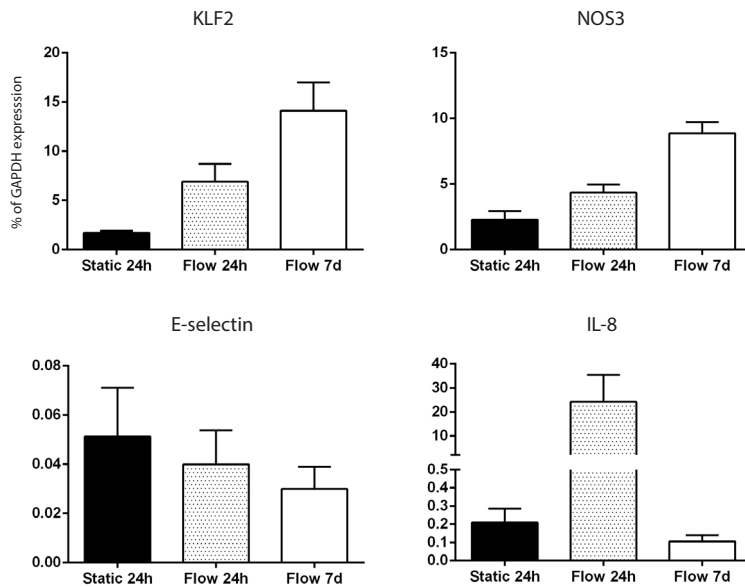 KLF2
NOS3
% of GAPDH expresssion
20
15
10
5
0
Static 24h Flow 24h Flow 7d
15
10
5
0
Static 24h Flow 24h Flow 7d
E-selectin
IL-8
0.08
0.06
0.04
0.02
0.00
Static 24h Flow 24h Flow 7d
40
30
20
10
0.5
0.4
0.3
0.2
0.1
0.0
Static 24h Flow 24h Flow 7d